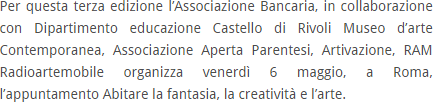 Per questa terza edizione l’Associazione Bancaria, in collaborazione
con Dipartimento educazione Castello di Rivoli Museo d’arte
Contemporanea, Associazione Aperta Parentesi, Artivazione, RAM
Radioartemobile organizza venerdì 6 maggio, a Roma,
l’appuntamento Abitare la fantasia, la creatività e l’arte.